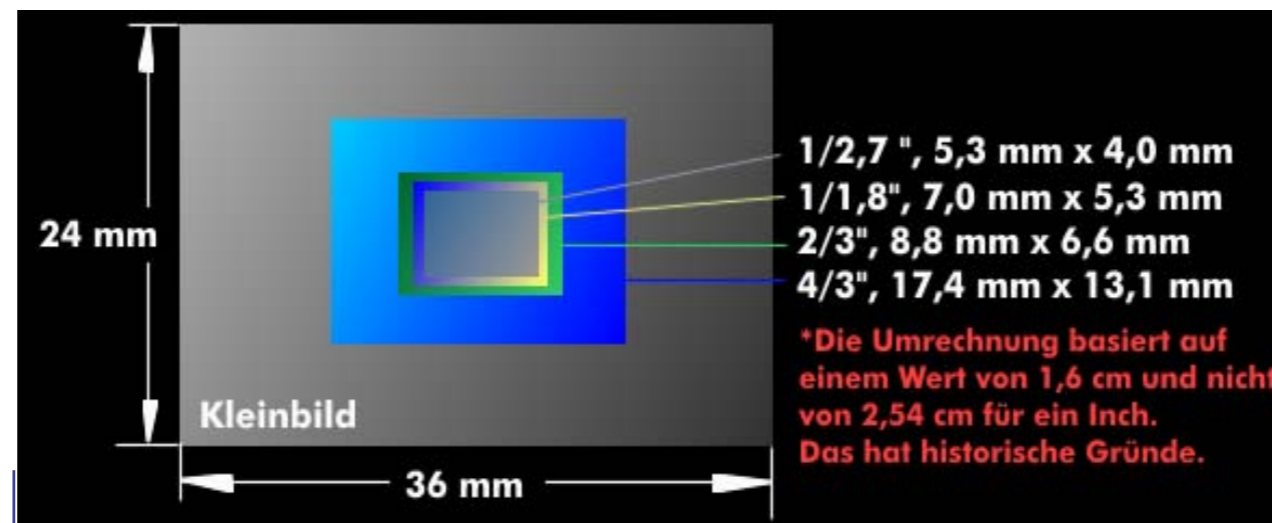 24 mm
Kleinbild
36 mm
1/2,7 ", 5,3 mm x 4,0 mm
1/1,8", 7,0 mm x 5,3 mm
2/3", 8,8 mm x 6,6 mm
4/3", 17,4 mm x 13,1 mm
*Die Umrechnung basiert auf
einem Wert von 1,6 cm und nicht
von 2,54 cm für ein Inch.
Das hat historische Gründe.